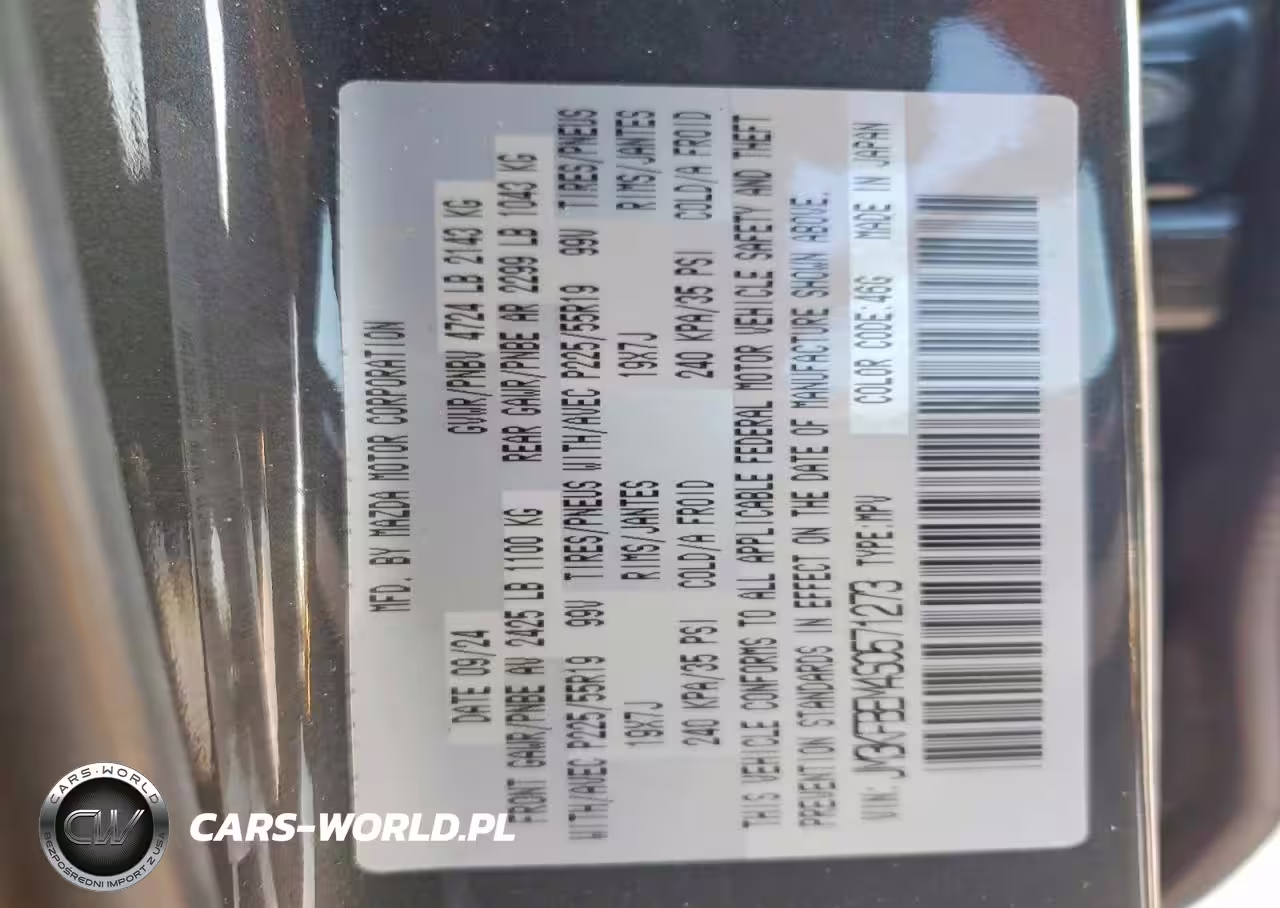 MFD. BY MAZDA MOTOR CORPORATION
DATE 09/24 GVWR/PNBV 4724 LB 2143 KG
FRONT GAWR/PNBE AV 2425 LB 1100 KG REAR GAWR/PNBE AR 2299 LB 1043 KG
WITH/AVEC P225/55R19 99V TIRES/PNEUS WITH/AVEC P225/55R19 99V TIRES/PNEUS
19X7J RIMS/JANTES 19X7J RIMS/JANTES
240 KPA/35 PSI COLD/A FROID 240 KPA/35 PSI COLD/A FROID
THIS VEHICLE CONFORMS TO ALL APPLICABLE FEDERAL MOTOR VEHICLE SAFETY AND THEFT
PREVENTION STANDARDS IN EFFECT ON THE DATE OF MANUFACTURE SHOWN ABOVE.
VIN: TYPE:MPV COLOR CODE:46G MADE IN JAPAN
CARS-WORLD
CW
BEZPOŚREDNI IMPORT Z USA
CARS-WORLD.PL